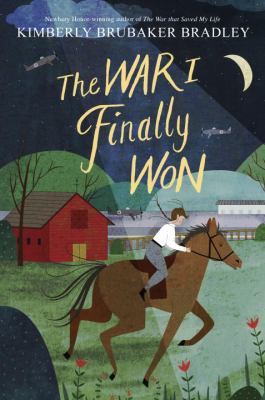 Newbery Honor-winning author of The War that Saved My Life
KIMBERLY BRUBAKER BRADLEY
The WAR I
Finally
WON